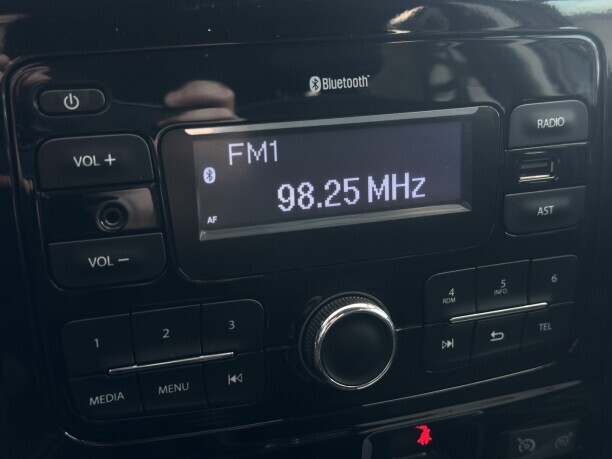 Bluetooth
VOL +
VOL −
FM1
98.25 MHz
AF
RADIO
AST
1
2
3
MEDIA
MENU
4
RDM
5
INFO
6
TEL